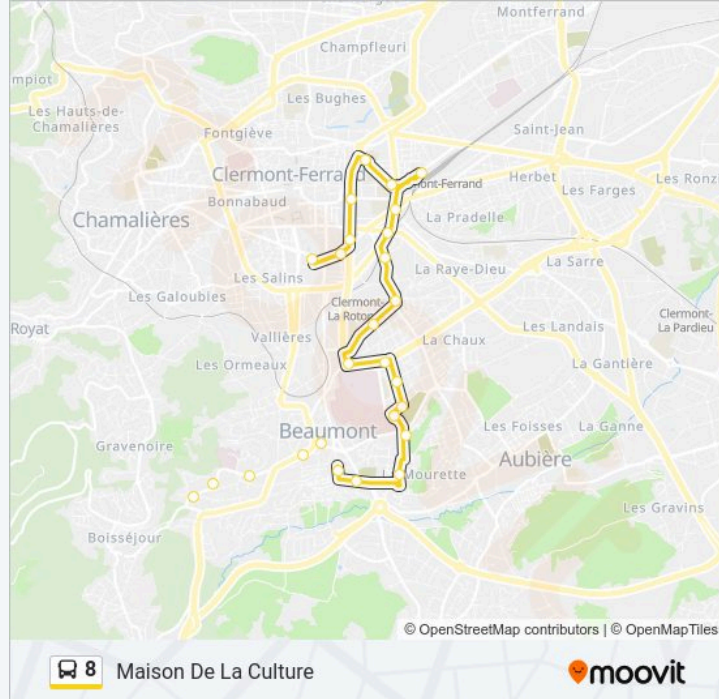 Montferrand
Champfleuri
mpiot
Les Bughes
Les Hauts-de-
Chamalières
Fontgiève
Saint-Jean
Clermont-Ferrand
mont-Ferrand
Herbet
Les Farges
Les Ronz
Bonnabaud
Chamalières
La Pradelle
Les Salins
La Raye-Dieu
La Sarre
Les Galoubies
Clermont-
La Roton
Clermont-
La Pardieu
Royat
Vallières
La Chaux
Les Landais
Les Ormeaux
La Gantière
Beaumont
Les Foisses
La Ganne
Gravenoire
Aubière
Mourette
Les Gravins
Boisséjour
© OpenStreetMap contributors | © OpenMapTiles
8 Maison De La Culture
moovit